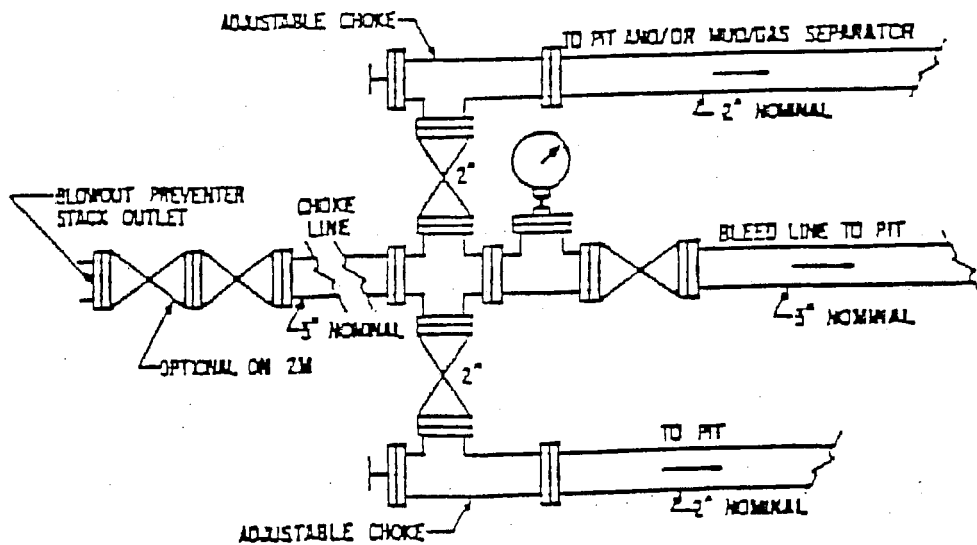 ADJUSTABLE CHOKE
TO PIT AND/OR MUD/GAS SEPARATOR
2" NOMINAL
2"
BLOWOUT PREVENTER
STACK OUTLET
CHOKE
LINE
BLEED LINE TO PIT
3" NOMINAL
3" NOMINAL
OPTIONAL ON 2M
2"
TO PIT
2" NOMINAL
ADJUSTABLE CHOKE